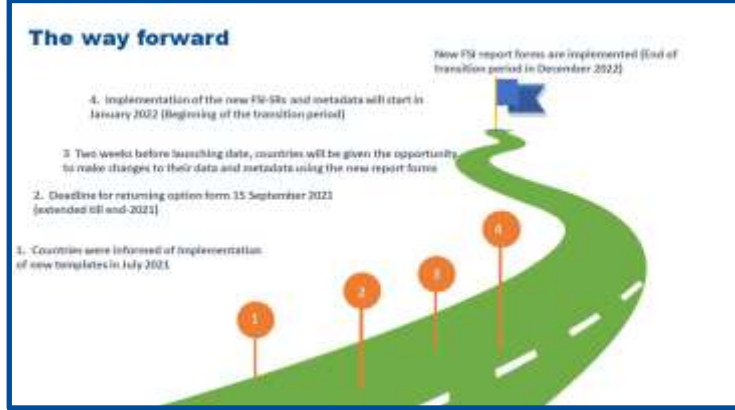 The way forward
New FSI report forms are implemented (End of
transition period in December 2022)
4. Implementation of the new FSI-SRs and metadata will start in
January 2022 (Beginning of the transition period)
3 Two weeks before launching date, countries will be given the opportunity
to make changes to their data and metadata using the new report forms
2. Deadline for returning option form 15 September 2021
(extended till end-2021)
1. Countries were informed of Implementation
of new templates in July 2021
4
3
2
1